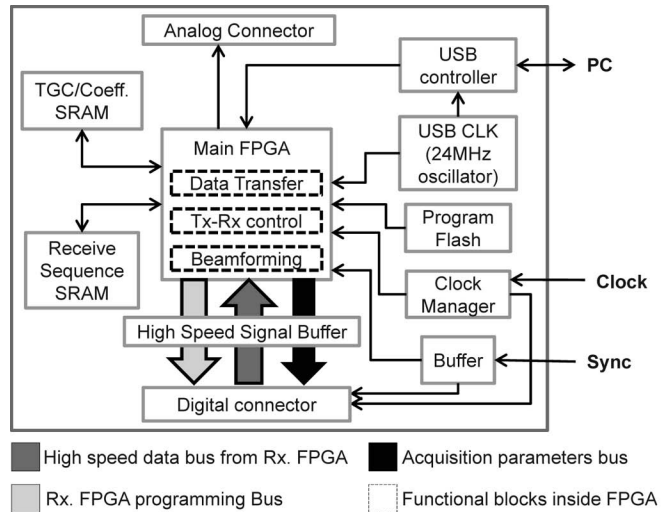 Analog Connector
USB
controller
PC
TGC/Coeff.
SRAM
USB CLK
(24MHz
oscillator)
Main FPGA
Data Transfer
Tx-Rx control
Beamforming
Program
Flash
Receive
Sequence
SRAM
Clock
Manager
Clock
High Speed Signal Buffer
Buffer
Sync
Digital connector
High speed data bus from Rx. FPGA
Acquisition parameters bus
Rx. FPGA programming Bus
Functional blocks inside FPGA